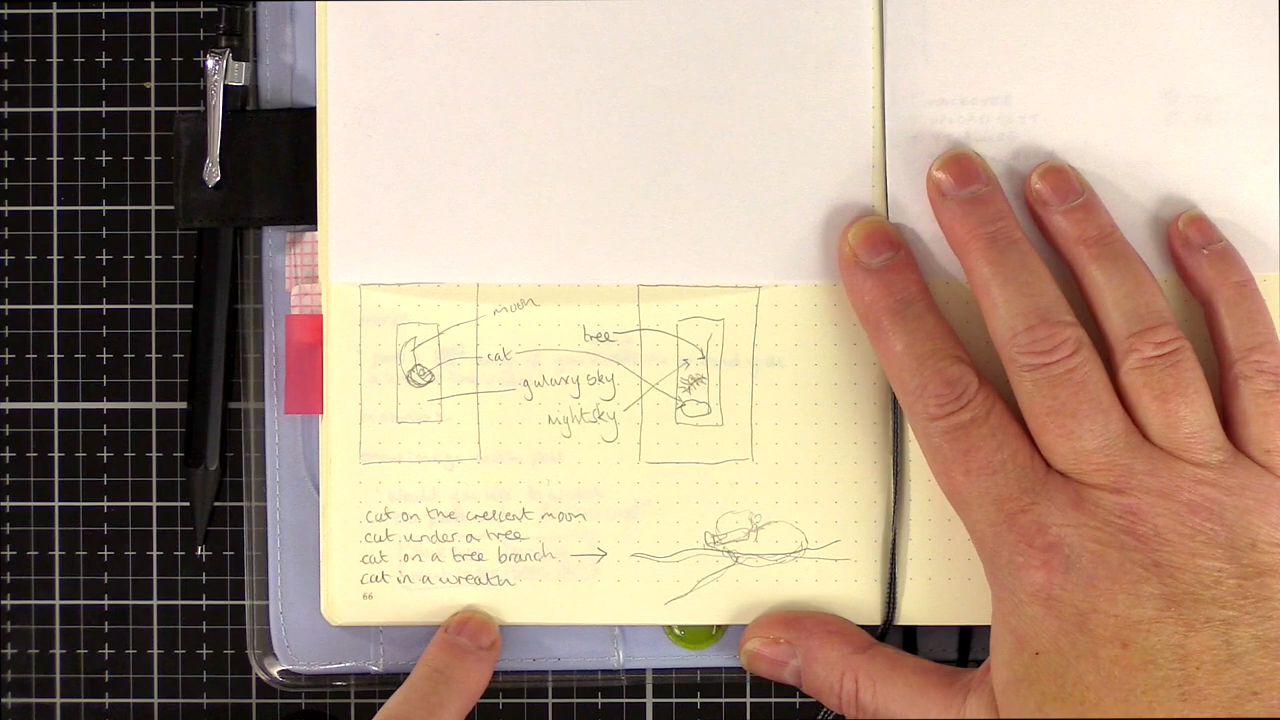 moon
tree
cat
galaxy sky
night sky
cat on the crescent moon
cat under a tree
cat on a tree branch →
cat in a wreath
66